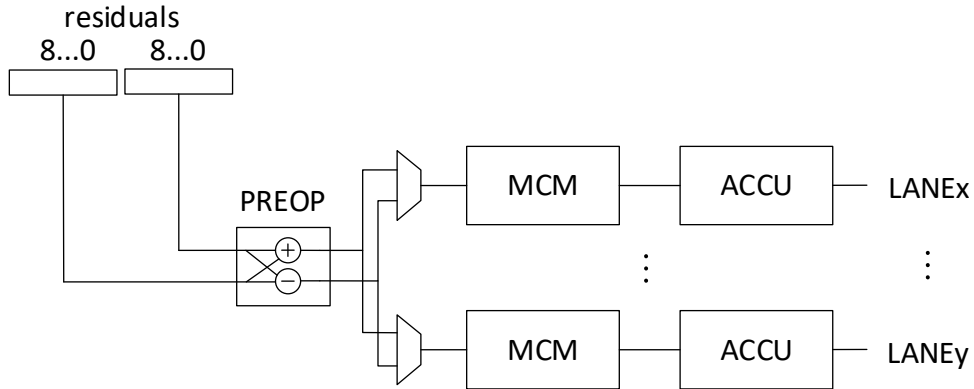 residuals
8...0 8...0
PREOP
+
−
MCM ACCU LANEx
⋮ ⋮
MCM ACCU LANEy